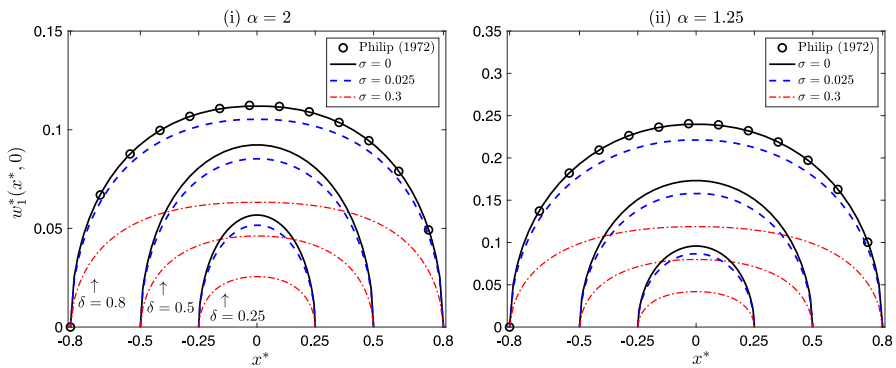 (i) α = 2
w₁*(x*, 0)
0.15
0.1
0.05
0
Philip (1972)
σ = 0
σ = 0.025
σ = 0.3
↑
δ = 0.8
↑
δ = 0.5
↑
δ = 0.25
-0.8 -0.5 -0.25 0 0.25 0.5 0.8
x*
(ii) α = 1.25
0.35
0.3
0.25
0.2
0.15
0.1
0.05
0
Philip (1972)
σ = 0
σ = 0.025
σ = 0.3
-0.8 -0.5 -0.25 0 0.25 0.5 0.8
x*